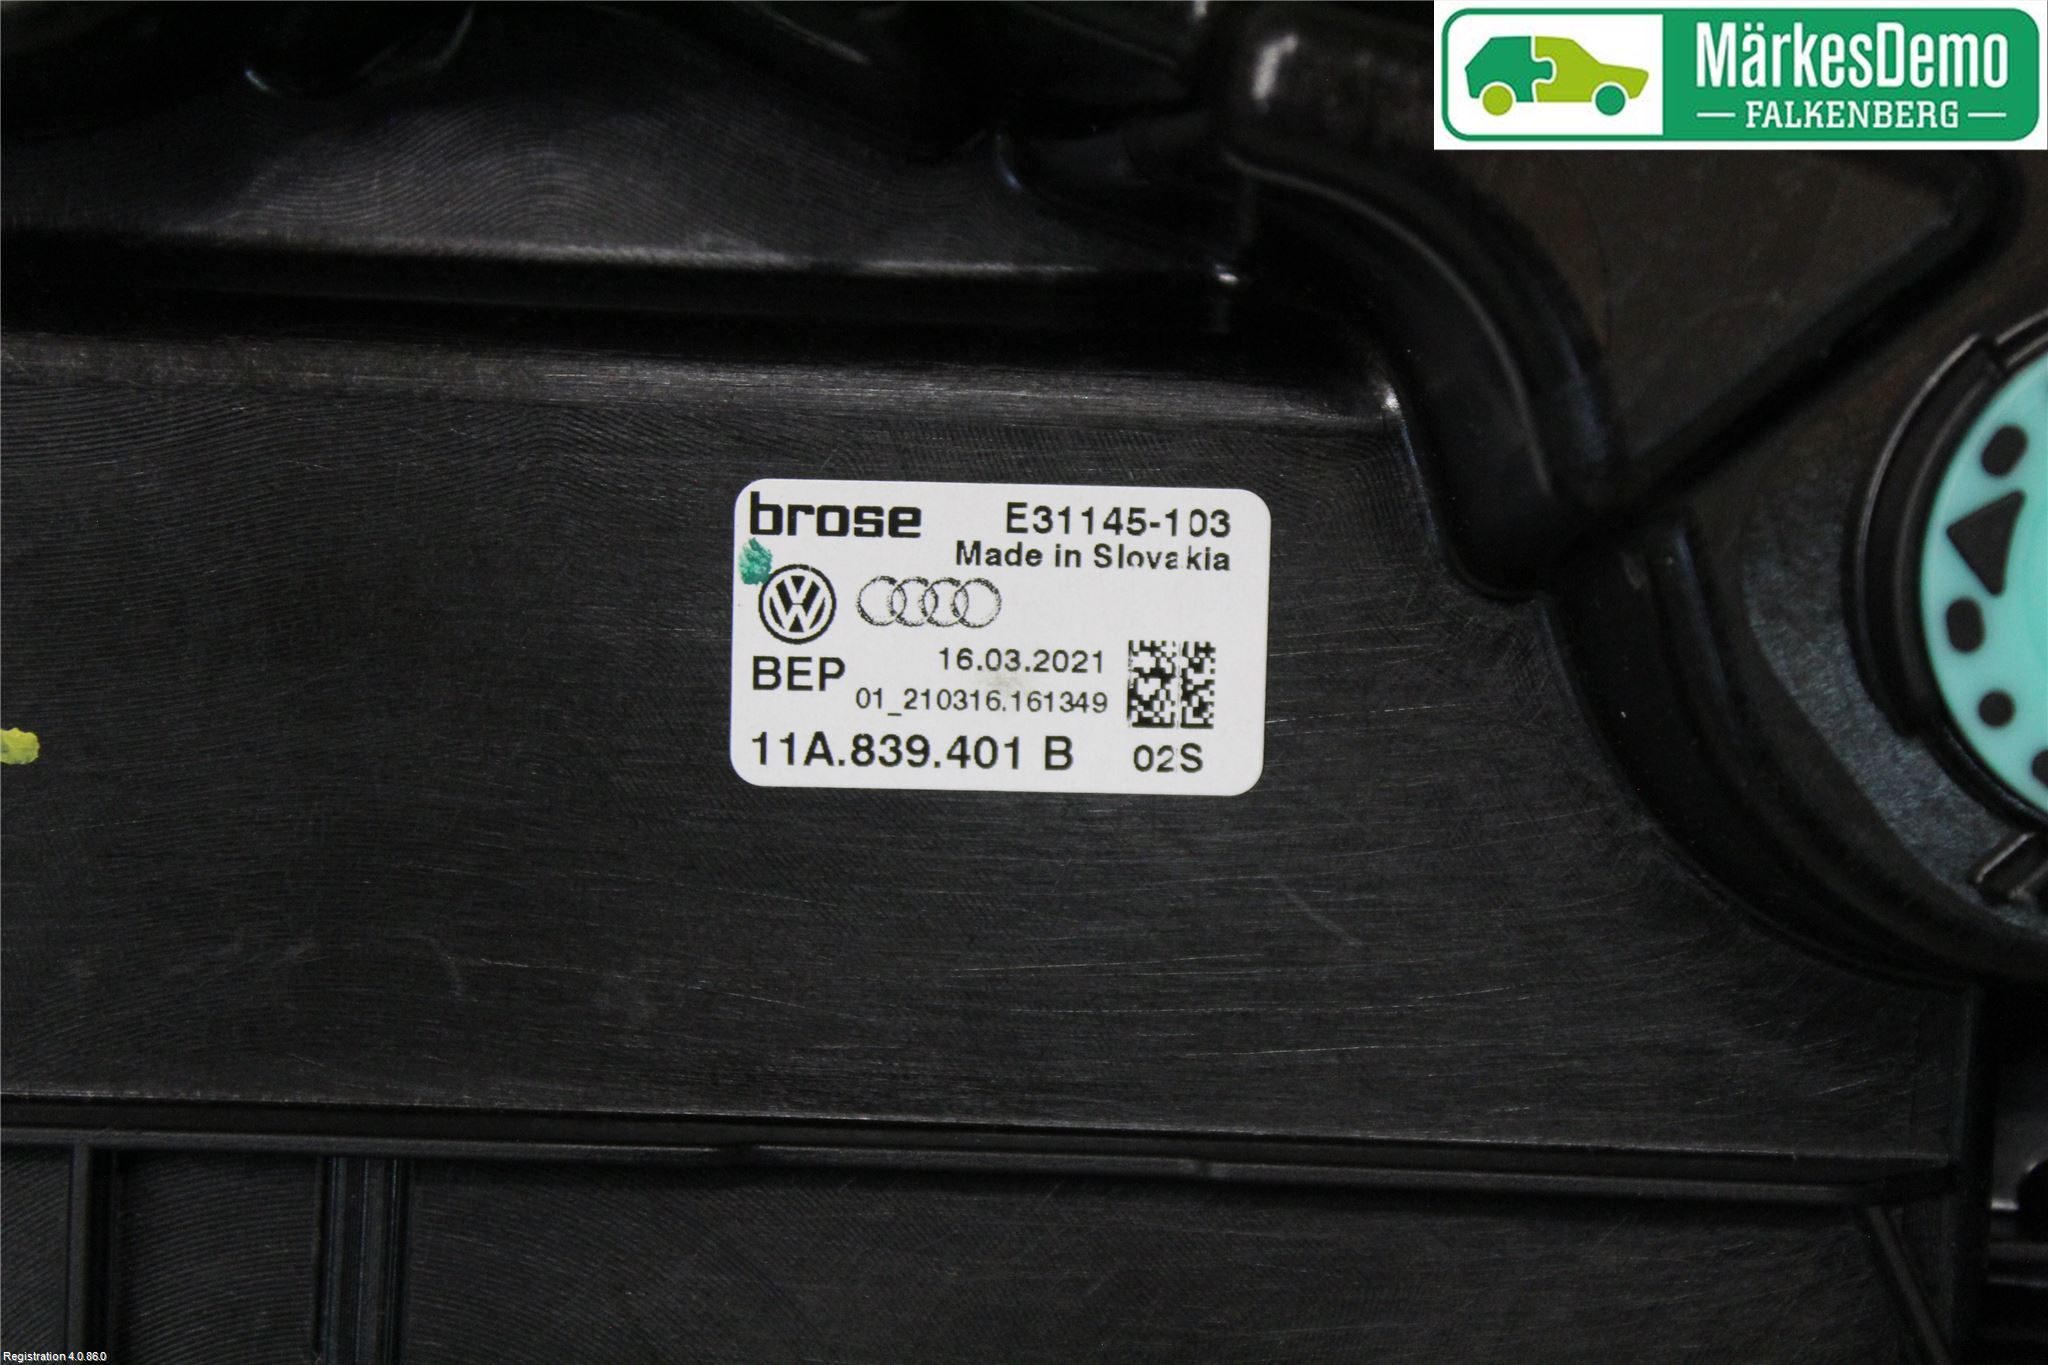 MärkesDemo
FALKENBERG
brose E31145-103
Made in Slovakia
BEP 16.03.2021
01_210316.161349
11A.839.401 B 02S
Registration 4.0.86.0